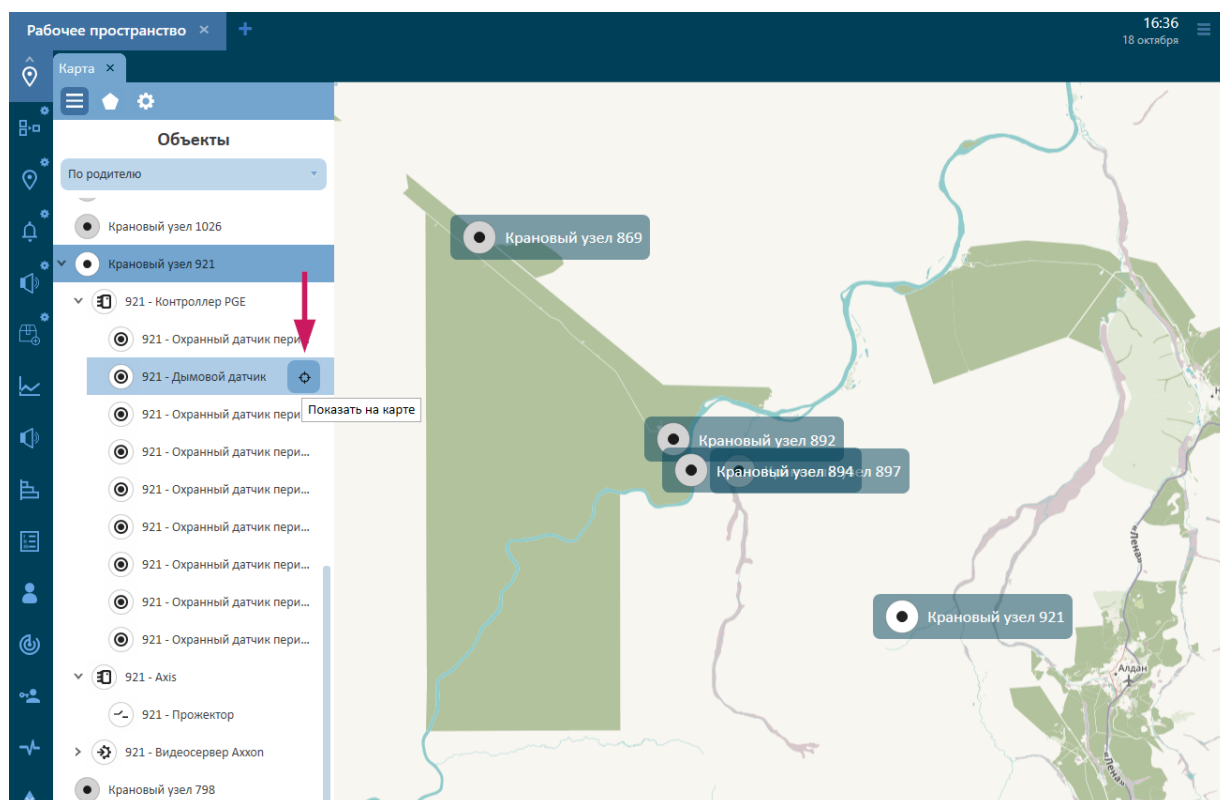 Рабочее пространство × +
16:36
18 октября
Карта ×
Объекты
По родителю
Крановый узел 1026
Крановый узел 921
921 - Контроллер PGE
921 - Охранный датчик пери...
921 - Дымовой датчик
Показать на карте
921 - Охранный датчик пери
921 - Охранный датчик пери...
921 - Охранный датчик пери...
921 - Охранный датчик пери...
921 - Охранный датчик пери...
921 - Охранный датчик пери...
921 - Охранный датчик пери...
921 - Axis
921 - Прожектор
921 - Видеосервер Axxon
Крановый узел 798
Крановый узел 869
Крановый узел 892
Крановый узел 894
л 897
Крановый узел 921
«Лена»
Алдан
«Лена»